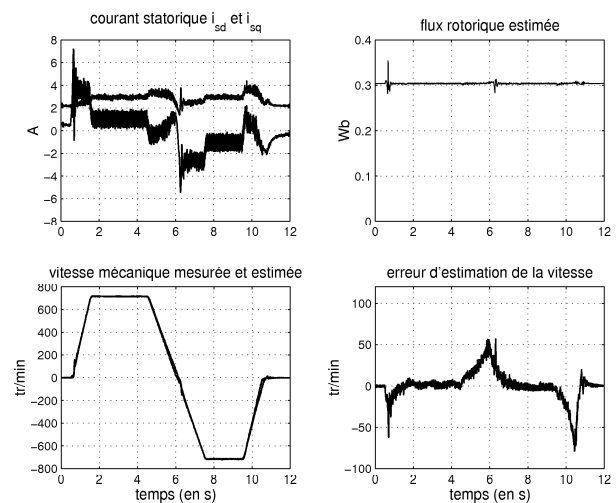 courant statorique i_sd et i_sq
8
6
4
2
0
−2
−4
−6
−8
A
0 2 4 6 8 10 12
flux rotorique estimée
0.4
0.3
0.2
0.1
0
Wb
0 2 4 6 8 10 12
vitesse mécanique mesurée et estimée
800
600
400
200
0
−200
−400
−600
−800
tr/min
0 2 4 6 8 10 12
temps (en s)
erreur d'estimation de la vitesse
100
50
0
−50
−100
tr/min
0 2 4 6 8 10 12
temps (en s)